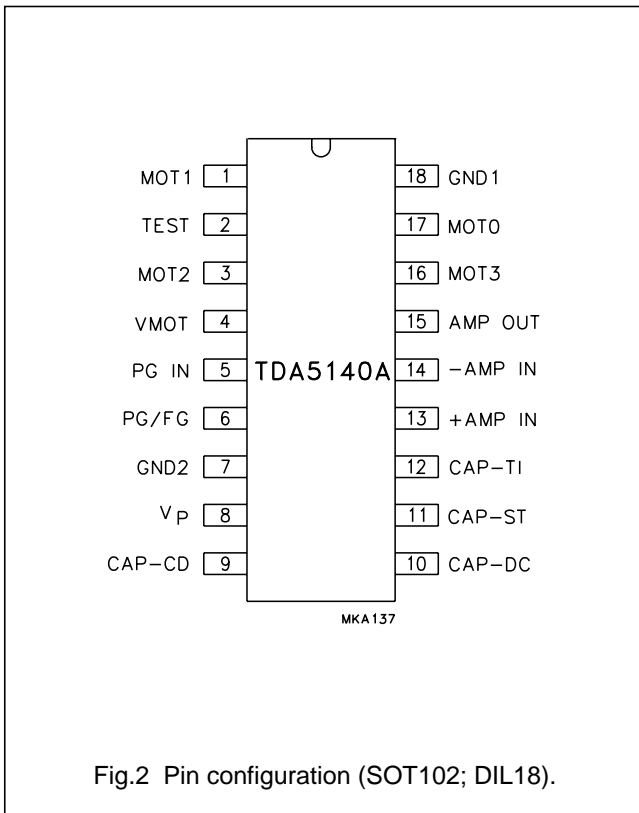 MOT1 1 18 GND1
TEST 2 17 MOT0
MOT2 3 16 MOT3
VMOT 4 15 AMP OUT
PG IN 5 TDA5140A 14 −AMP IN
PG/FG 6 13 +AMP IN
GND2 7 12 CAP−TI
VP 8 11 CAP−ST
CAP−CD 9 10 CAP−DC
MKA137
Fig.2 Pin configuration (SOT102; DIL18).